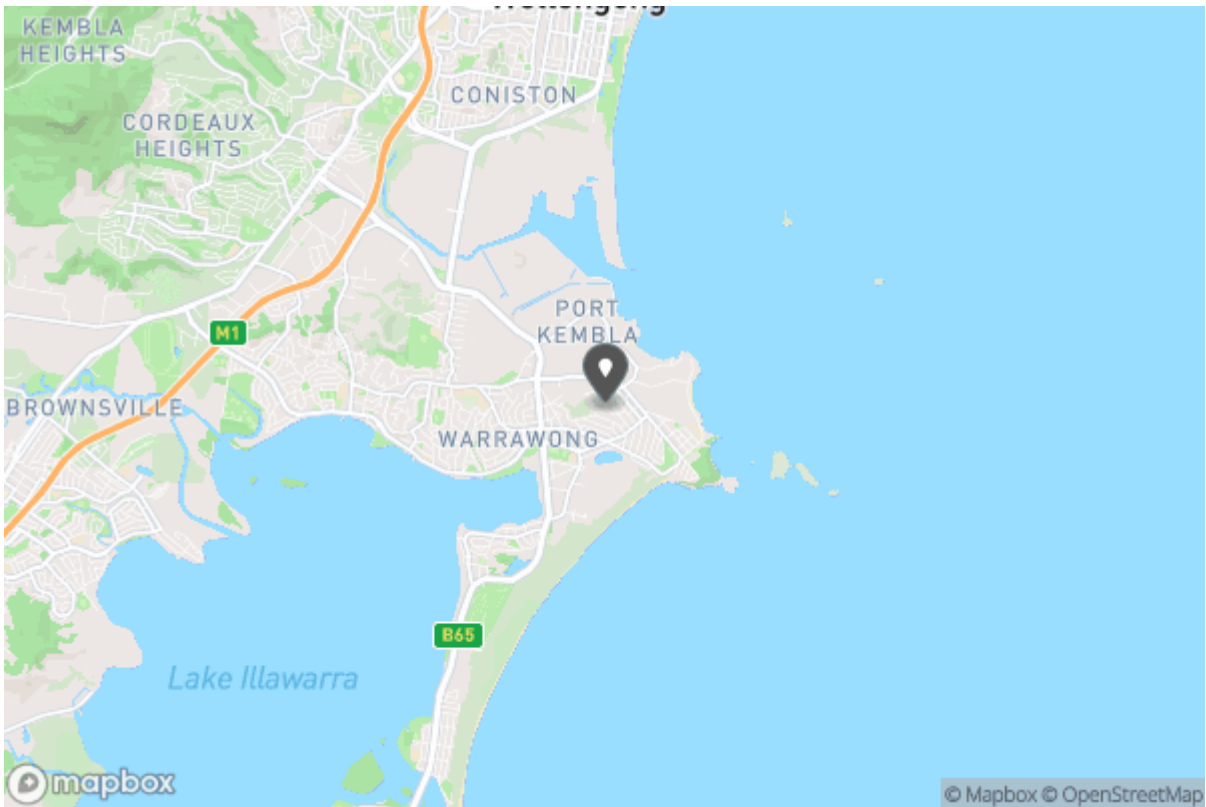 KEMBLA
HEIGHTS
CONISTON
CORDEAUX
HEIGHTS
PORT
KEMBLA
M1
BROWNSVILLE
WARRAWONG
B65
Lake Illawarra
mapbox
© Mapbox © OpenStreetMap